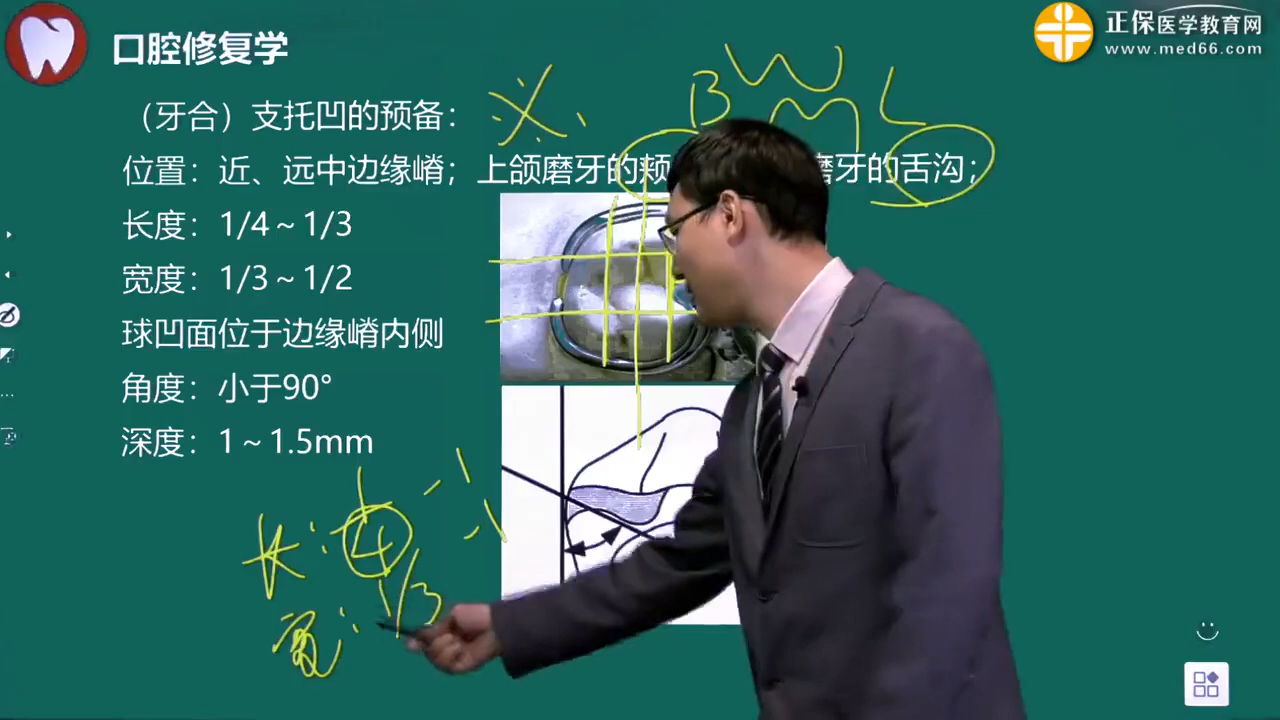 口腔修复学
正保医学教育网
www.med66.com
（牙合）支托凹的预备：
B M L
位置：近、远中边缘嵴；上颌磨牙的颊 磨牙的舌沟；
长度：1/4～1/3
宽度：1/3～1/2
球凹面位于边缘嵴内侧
角度：小于90°
深度：1～1.5mm
长：
1/3
宽：